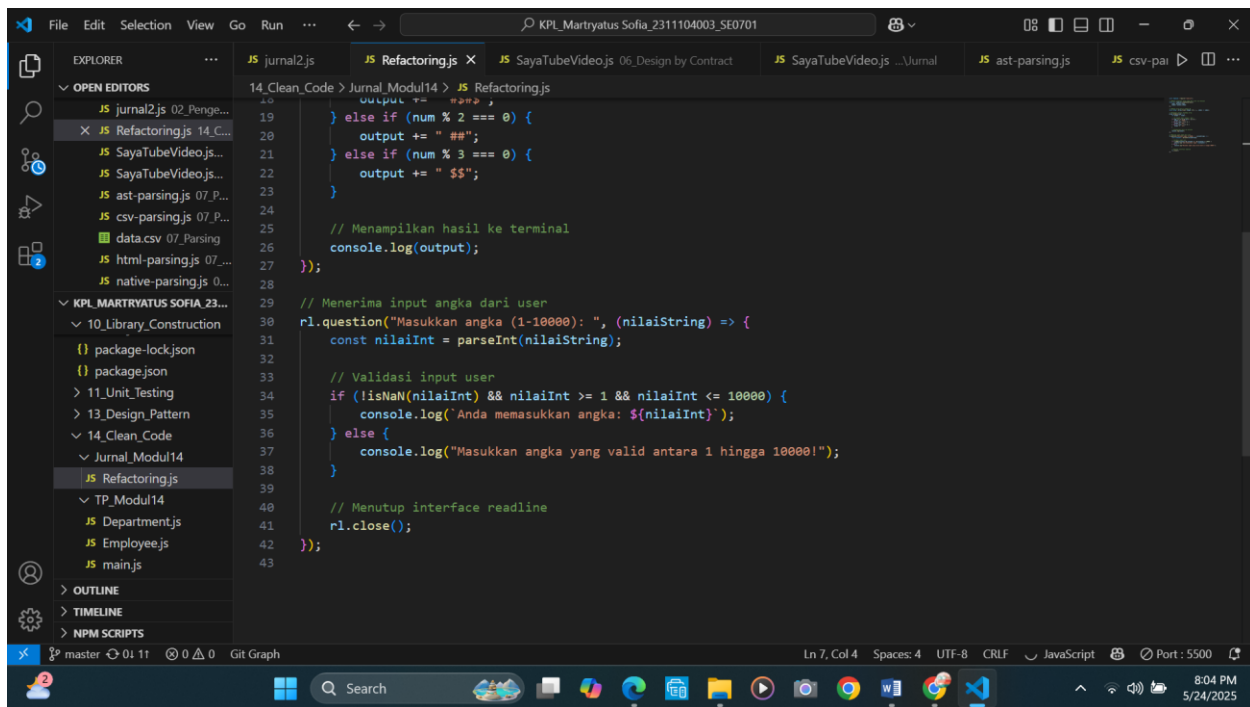 File Edit Selection View Go Run ··· KPL_Martryatus Sofia_2311104003_SE0701
EXPLORER ···
JS jurnal2.js JS Refactoring.js JS SayaTubeVideo.js 06_Design by Contract JS SayaTubeVideo.js ...\Jurnal JS ast-parsing.js JS csv-par ···
OPEN EDITORS
JS jurnal2.js 02_Penge...
JS Refactoring.js 14_C...
JS SayaTubeVideo.js...
JS SayaTubeVideo.js...
JS ast-parsing.js 07_P...
JS csv-parsing.js 07_P...
data.csv 07_Parsing
JS html-parsing.js 07_...
JS native-parsing.js 0...
KPL_MARTRYATUS SOFIA_23...
10_Library_Construction
{} package-lock.json
{} package.json
11_Unit_Testing
13_Design_Pattern
14_Clean_Code
Jurnal_Modul14
JS Refactoring.js
TP_Modul14
JS Department.js
JS Employee.js
JS main.js
OUTLINE
TIMELINE
NPM SCRIPTS
14_Clean_Code > Jurnal_Modul14 > JS Refactoring.js
18 output += " #$#$";
19 } else if (num % 2 === 0) {
20 output += " ##";
21 } else if (num % 3 === 0) {
22 output += " $$";
23 }
24
25 // Menampilkan hasil ke terminal
26 console.log(output);
27 });
28
29 // Menerima input angka dari user
30 rl.question("Masukkan angka (1-10000): ", (nilaiString) => {
31 const nilaiInt = parseInt(nilaiString);
32
33 // Validasi input user
34 if (!isNaN(nilaiInt) && nilaiInt >= 1 && nilaiInt <= 10000) {
35 console.log(`Anda memasukkan angka: ${nilaiInt}`);
36 } else {
37 console.log("Masukkan angka yang valid antara 1 hingga 10000!");
38 }
39
40 // Menutup interface readline
41 rl.close();
42 });
43
master 0↓ 1↑ 0 0 Git Graph Ln 7, Col 4 Spaces: 4 UTF-8 CRLF JavaScript Port : 5500
2
2
Search
8:04 PM
5/24/2025